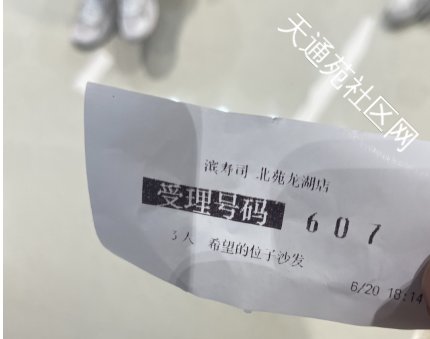 天通苑社区网
滨寿司 北苑龙湖店
受理号码 607
3人 希望的位子沙发
6/20 18:14